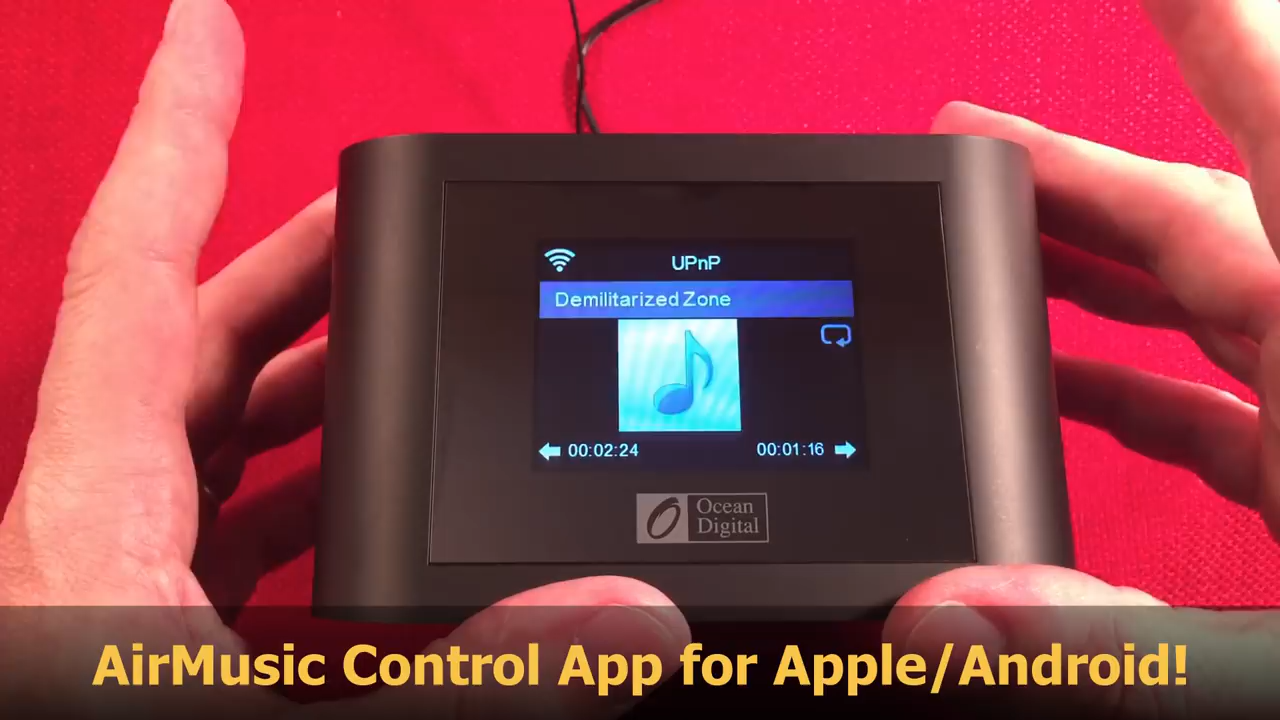 UPnP
Demilitarized Zone
00:02:24 00:01:16
Ocean
Digital
AirMusic Control App for Apple/Android!